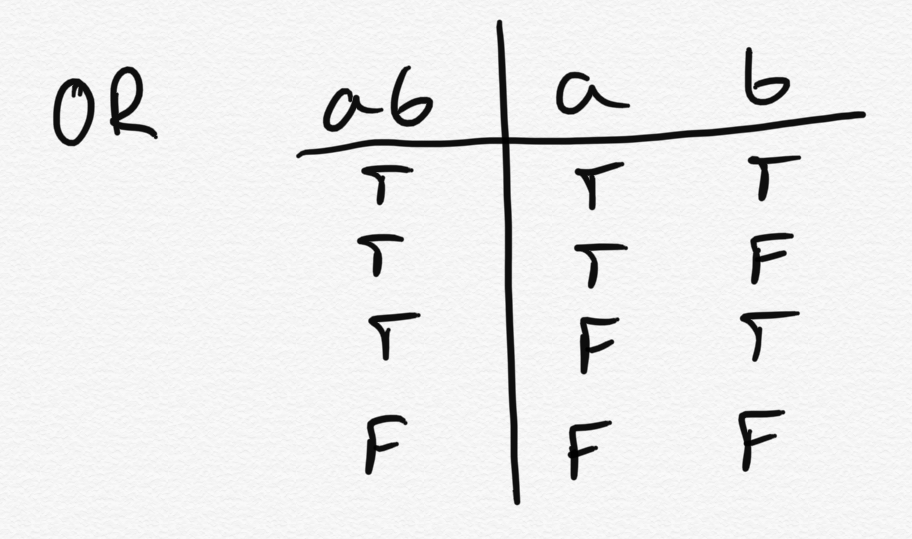 OR ab a b
T T T
T T F
T F T
F F F